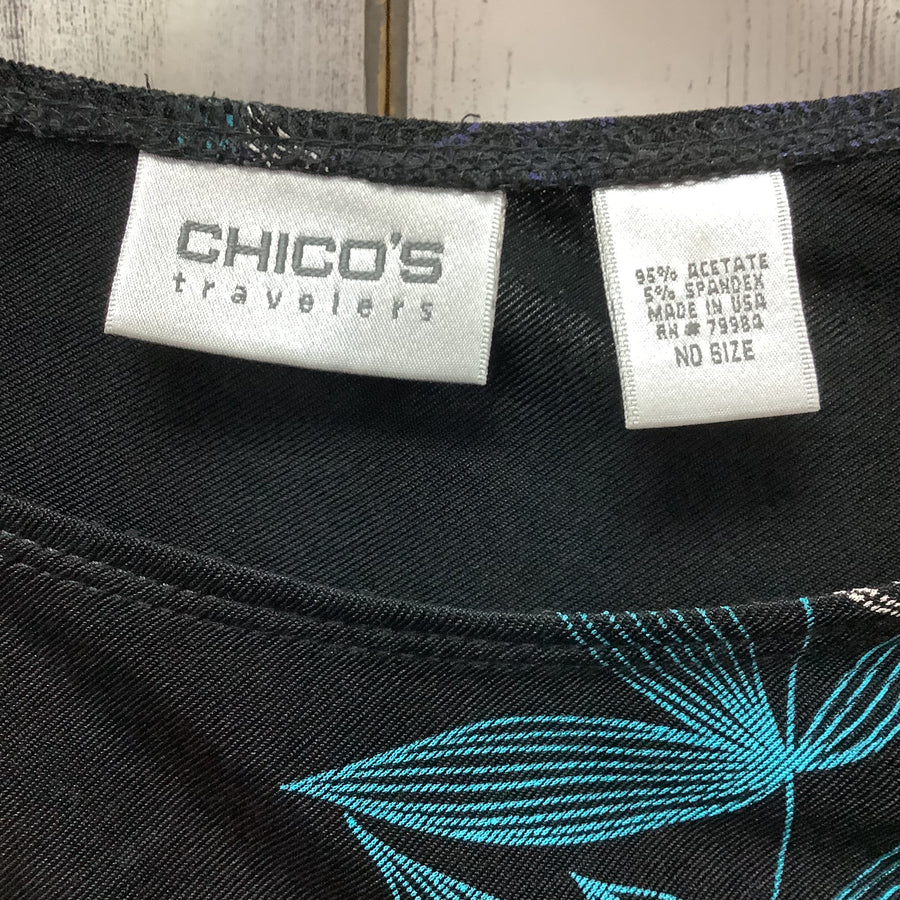 CHICO'S
travelers
95% ACETATE
5% SPANDEX
MADE IN USA
RN # 79984
NO SIZE